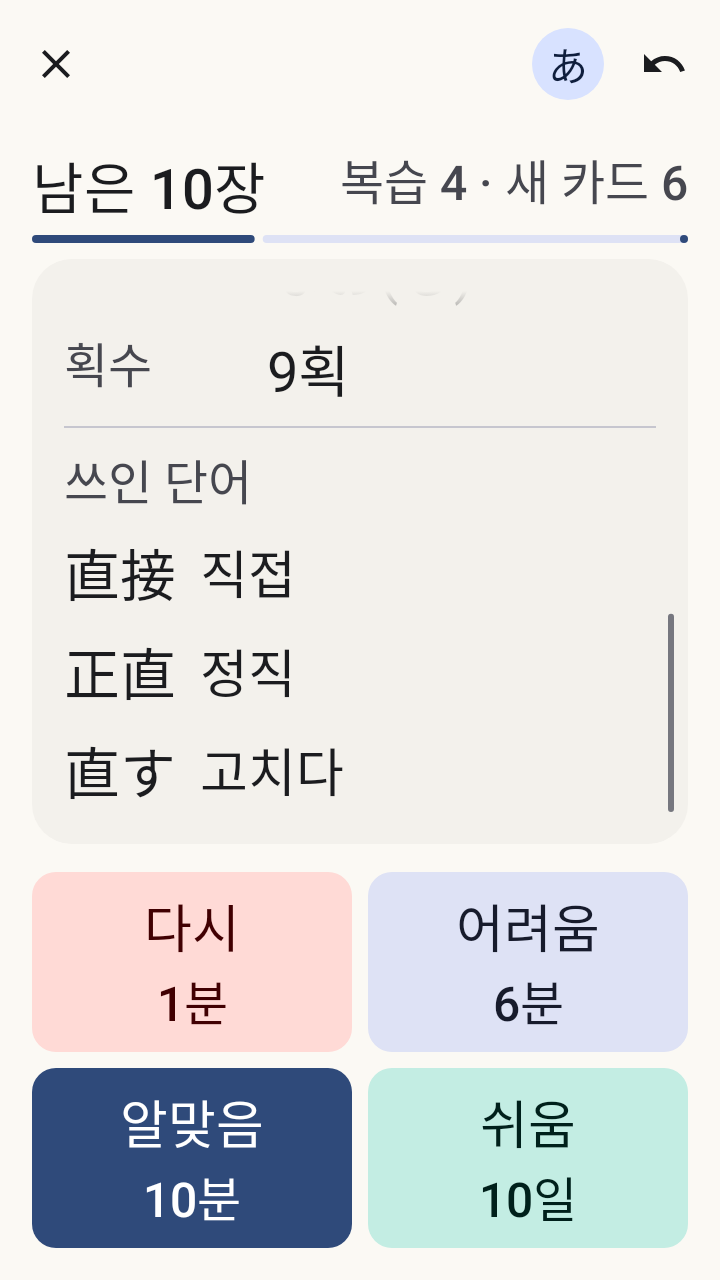 あ
남은 10장
복습 4 · 새 카드 6
획수 9획
쓰인 단어
直接 직접
正直 정직
直す 고치다
다시
1분
어려움
6분
알맞음
10분
쉬움
10일